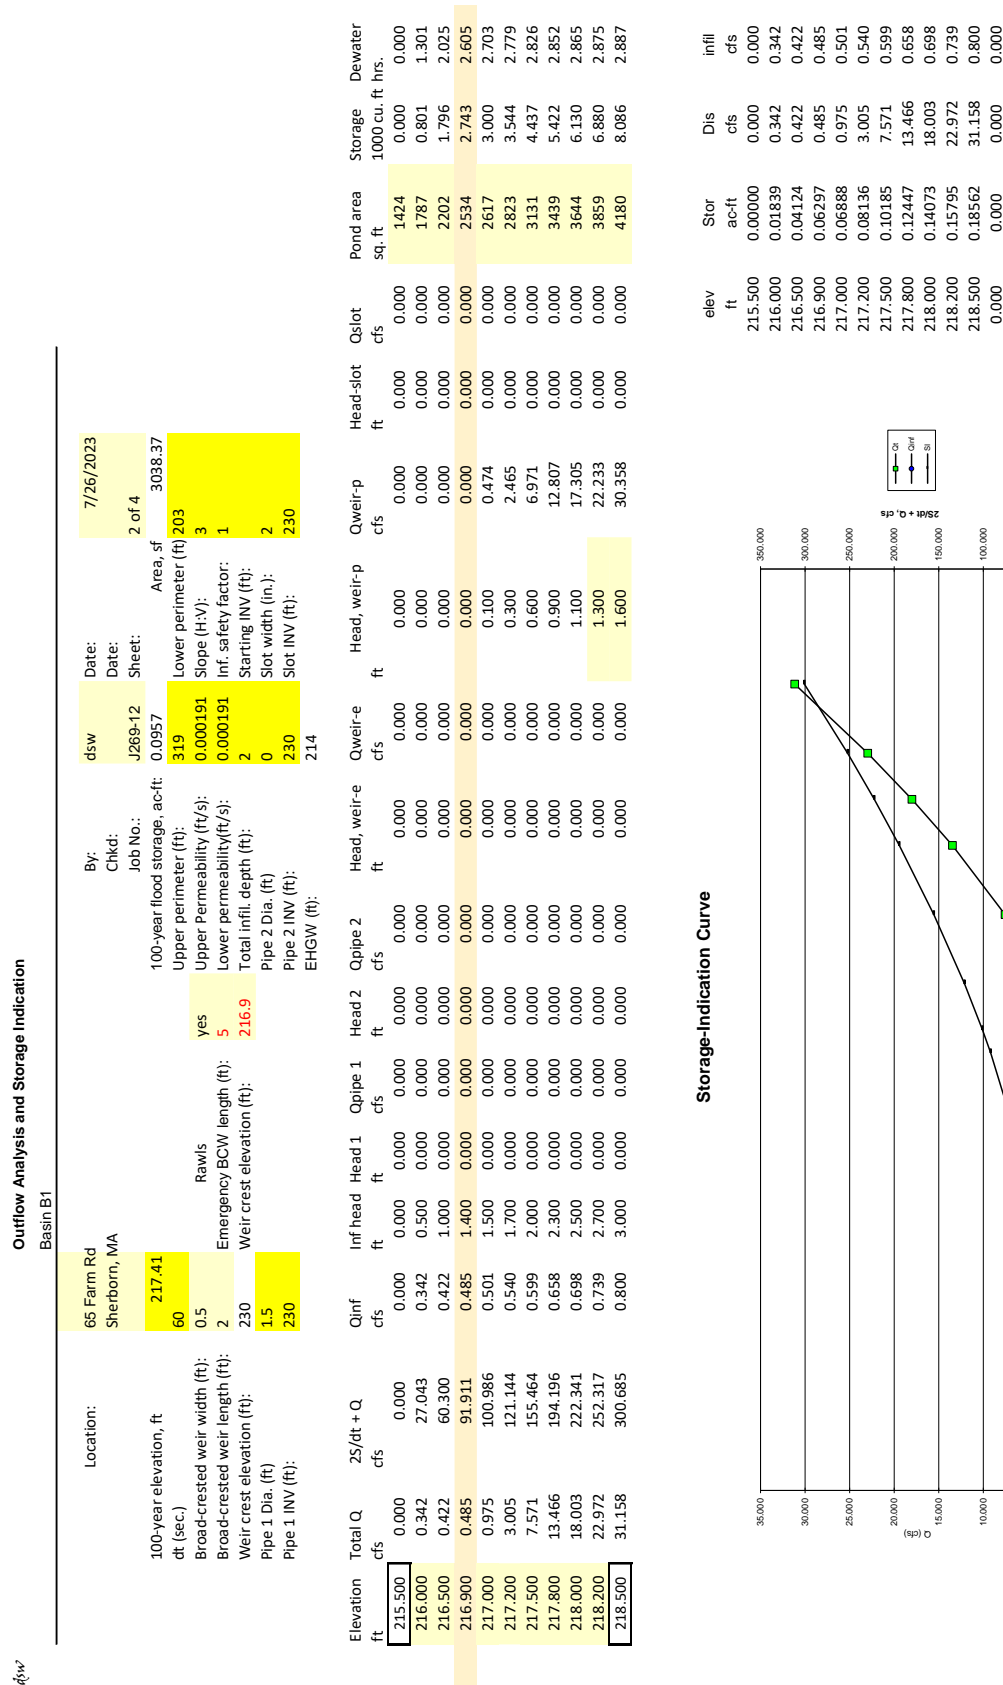 dsw
Outflow Analysis and Storage Indication
Basin B1
Location: 65 Farm Rd By: dsw Date: 7/26/2023
Sherborn, MA Chkd: Date:
Job No.: J269-12 Sheet: 2 of 4
100-year elevation, ft 217.41 100-year flood storage, ac-ft: 0.0957 Area, sf 3038.37
dt (sec.) 60 Upper perimeter (ft): 319 Lower perimeter (ft) 203
Broad-crested weir width (ft): 0.5 Rawls yes Upper Permeability (ft/s): 0.000191 Slope (H:V): 3
Broad-crested weir length (ft): 2 Emergency BCW length (ft): 5 Lower permeability(ft/s): 0.000191 Inf. safety factor: 1
Weir crest elevation (ft): 230 Weir crest elevation (ft): 216.9 Total infil. depth (ft): 2 Starting INV (ft):
Pipe 1 Dia. (ft) 1.5 Pipe 2 Dia. (ft) 0 Slot width (in.): 2
Pipe 1 INV (ft): 230 Pipe 2 INV (ft): 230 Slot INV (ft): 230
EHGW (ft): 214
Elevation Total Q 2S/dt + Q Qinf Inf head Head 1 Qpipe 1 Head 2 Qpipe 2 Head, weir-e Qweir-e Head, weir-p Qweir-p Head-slot Qslot Pond area Storage Dewater
ft cfs cfs cfs ft ft cfs ft cfs ft cfs ft cfs ft cfs sq. ft 1000 cu. ft hrs.
215.500 0.000 0.000 0.000 0.000 0.000 0.000 0.000 0.000 0.000 0.000 0.000 0.000 0.000 0.000 1424 0.000 0.000
216.000 0.342 27.043 0.342 0.500 0.000 0.000 0.000 0.000 0.000 0.000 0.000 0.000 0.000 0.000 1787 0.801 1.301
216.500 0.422 60.300 0.422 1.000 0.000 0.000 0.000 0.000 0.000 0.000 0.000 0.000 0.000 0.000 2202 1.796 2.025
216.900 0.485 91.911 0.485 1.400 0.000 0.000 0.000 0.000 0.000 0.000 0.000 0.000 0.000 0.000 2534 2.743 2.605
217.000 0.975 100.986 0.501 1.500 0.000 0.000 0.000 0.000 0.000 0.000 0.100 0.474 0.000 0.000 2617 3.000 2.703
217.200 3.005 121.144 0.540 1.700 0.000 0.000 0.000 0.000 0.000 0.000 0.300 2.465 0.000 0.000 2823 3.544 2.779
217.500 7.571 155.464 0.599 2.000 0.000 0.000 0.000 0.000 0.000 0.000 0.600 6.971 0.000 0.000 3131 4.437 2.826
217.800 13.466 194.196 0.658 2.300 0.000 0.000 0.000 0.000 0.000 0.000 0.900 12.807 0.000 0.000 3439 5.422 2.852
218.000 18.003 222.341 0.698 2.500 0.000 0.000 0.000 0.000 0.000 0.000 1.100 17.305 0.000 0.000 3644 6.130 2.865
218.200 22.972 252.317 0.739 2.700 0.000 0.000 0.000 0.000 0.000 0.000 1.300 22.233 0.000 0.000 3859 6.880 2.875
218.500 31.158 300.685 0.800 3.000 0.000 0.000 0.000 0.000 0.000 0.000 1.600 30.358 0.000 0.000 4180 8.086 2.887
Storage-Indication Curve
35.000
30.000
25.000
20.000
15.000
10.000
Q (cfs)
350.000
300.000
250.000
200.000
150.000
100.000
2S/dt + Q, cfs
Qt
Qinf
SI
elev Stor Dis infil
ft ac-ft cfs cfs
215.500 0.00000 0.000 0.000
216.000 0.01839 0.342 0.342
216.500 0.04124 0.422 0.422
216.900 0.06297 0.485 0.485
217.000 0.06888 0.975 0.501
217.200 0.08136 3.005 0.540
217.500 0.10185 7.571 0.599
217.800 0.12447 13.466 0.658
218.000 0.14073 18.003 0.698
218.200 0.15795 22.972 0.739
218.500 0.18562 31.158 0.800
0.000 0.000 0.000 0.000